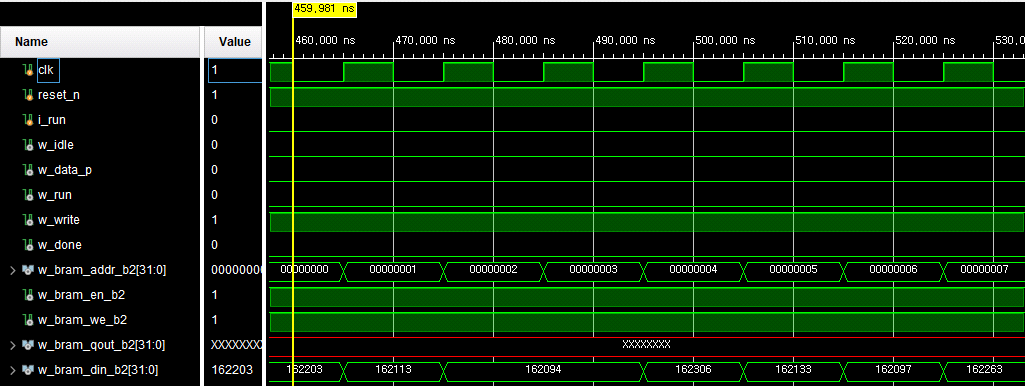 459,981 ns
Name Value 460,000 ns 470,000 ns 480,000 ns 490,000 ns 500,000 ns 510,000 ns 520,000 ns 530,0
clk 1
reset_n 1
i_run 0
w_idle 0
w_data_p 0
w_run 0
w_write 1
w_done 0
w_bram_addr_b2[31:0] 00000000 00000000 00000001 00000002 00000003 00000004 00000005 00000006 00000007
w_bram_en_b2 1
w_bram_we_b2 1
w_bram_qout_b2[31:0] XXXXXXXX XXXXXXXX
w_bram_din_b2[31:0] 162203 162203 162113 162094 162306 162133 162097 162263